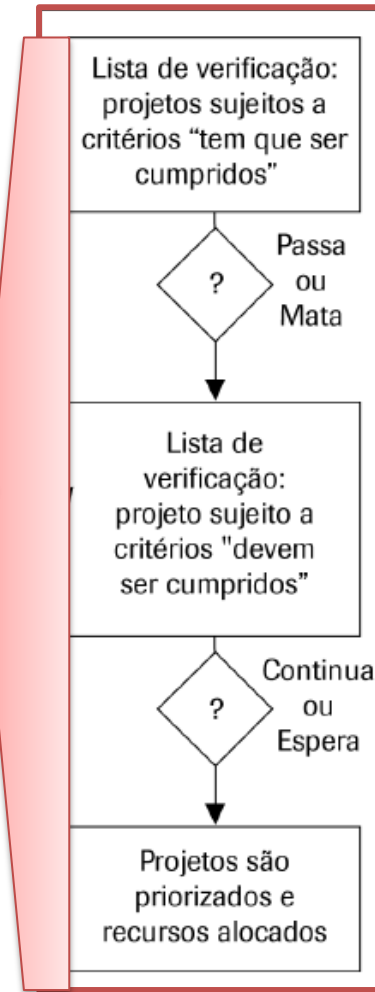 Lista de verificação:
projetos sujeitos a
critérios “tem que ser
cumpridos”
?
Passa
ou
Mata
Lista de
verificação:
projeto sujeito a
critérios "devem
ser cumpridos”
?
Continua
ou
Espera
Projetos são
priorizados e
recursos alocados